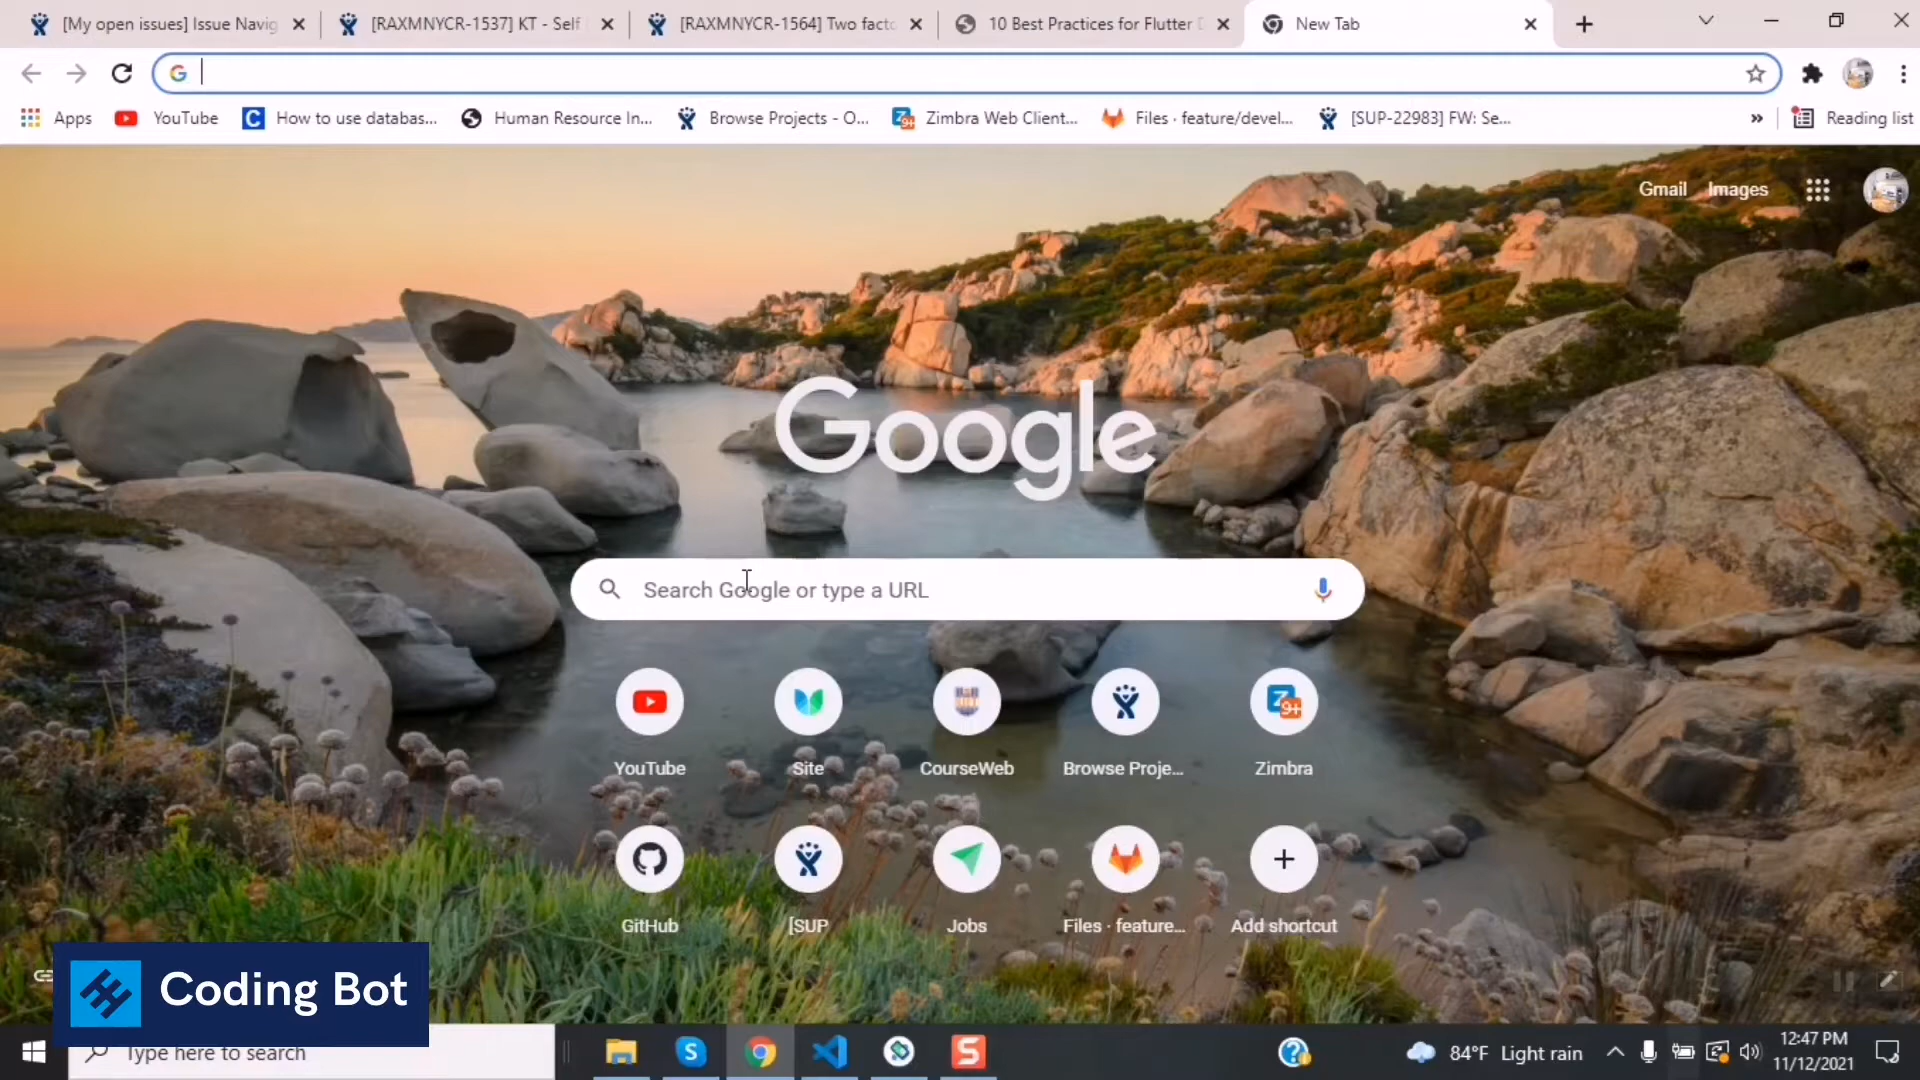 [My open issues] Issue Navig
[RAXMNYCR-1537] KT - Self
[RAXMNYCR-1564] Two facto
10 Best Practices for Flutter D
New Tab
Apps
YouTube
How to use databas...
Human Resource In...
Browse Projects - O...
Zimbra Web Client...
Files · feature/devel...
[SUP-22983] FW: Se...
»
Reading list
Gmail
Images
Google
Search Google or type a URL
YouTube
Site
CourseWeb
Browse Proje...
Zimbra
GitHub
[SUP
Jobs
Files · feature...
Add shortcut
Coding Bot
Type here to search
84°F Light rain
12:47 PM
11/12/2021